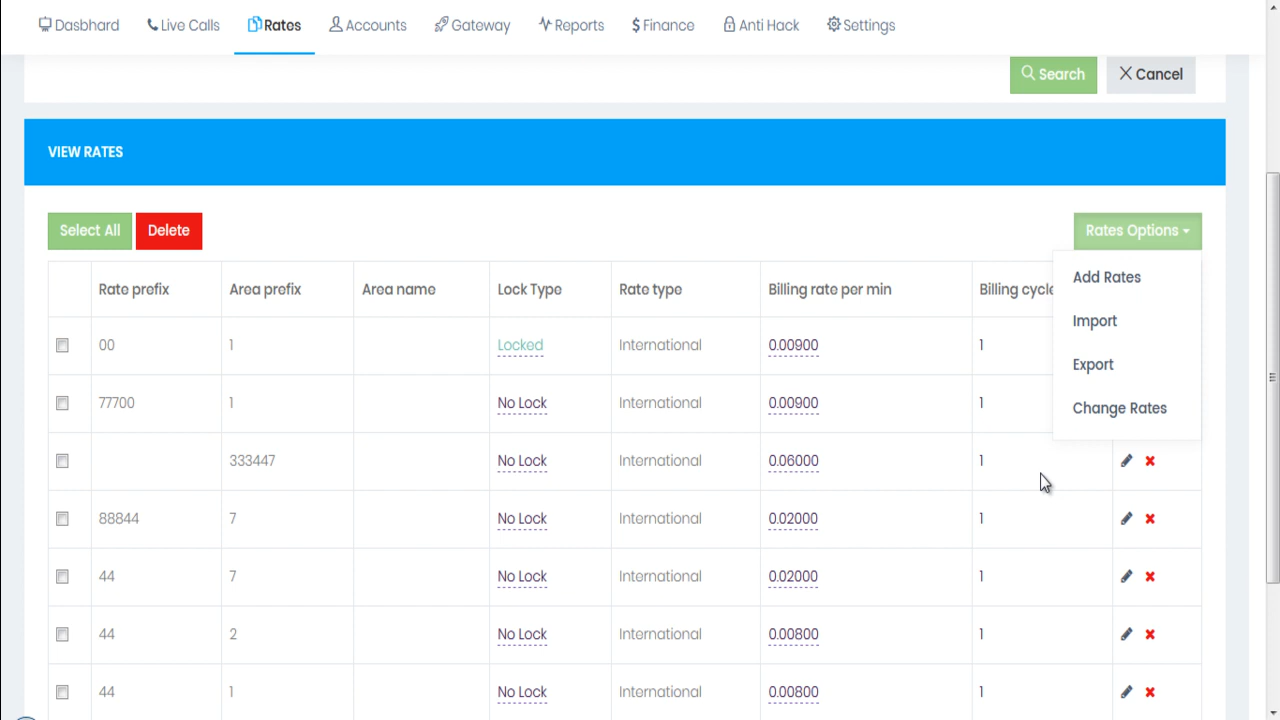 Dasbhard Live Calls Rates Accounts Gateway Reports $ Finance Anti Hack Settings
Search Cancel
VIEW RATES
Select All Delete Rates Options
Add Rates
Import
Export
Change Rates
Rate prefix Area prefix Area name Lock Type Rate type Billing rate per min Billing cycle
00 1 Locked International 0.00900 1
77700 1 No Lock International 0.00900 1
333447 No Lock International 0.06000 1
88844 7 No Lock International 0.02000 1
44 7 No Lock International 0.02000 1
44 2 No Lock International 0.00800 1
44 1 No Lock International 0.00800 1